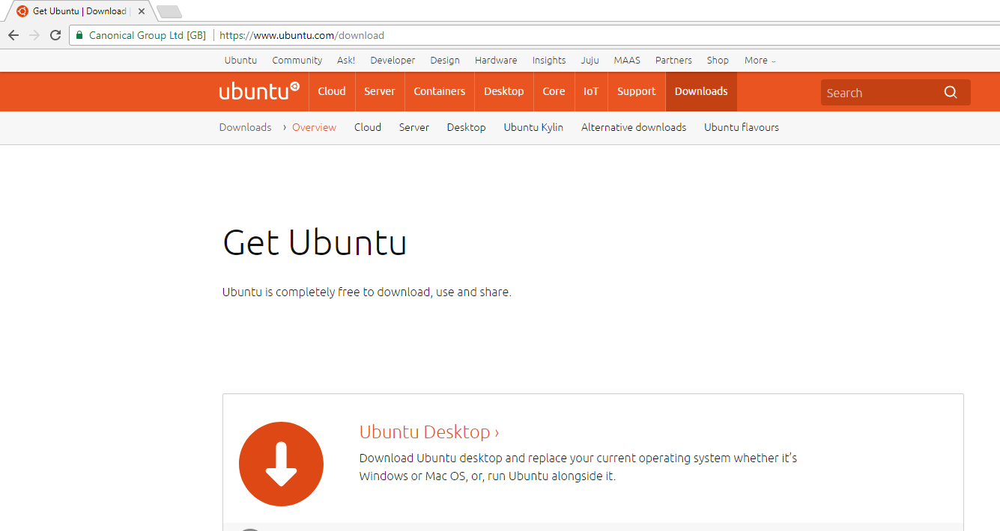 Get Ubuntu | Download
Canonical Group Ltd [GB] https://www.ubuntu.com/download
Ubuntu Community Ask! Developer Design Hardware Insights Juju MAAS Partners Shop More
ubuntu Cloud Server Containers Desktop Core IoT Support Downloads Search
Downloads › Overview Cloud Server Desktop Ubuntu Kylin Alternative downloads Ubuntu flavours
Get Ubuntu
Ubuntu is completely free to download, use and share.
Ubuntu Desktop ›
Download Ubuntu desktop and replace your current operating system whether it’s
Windows or Mac OS, or, run Ubuntu alongside it.